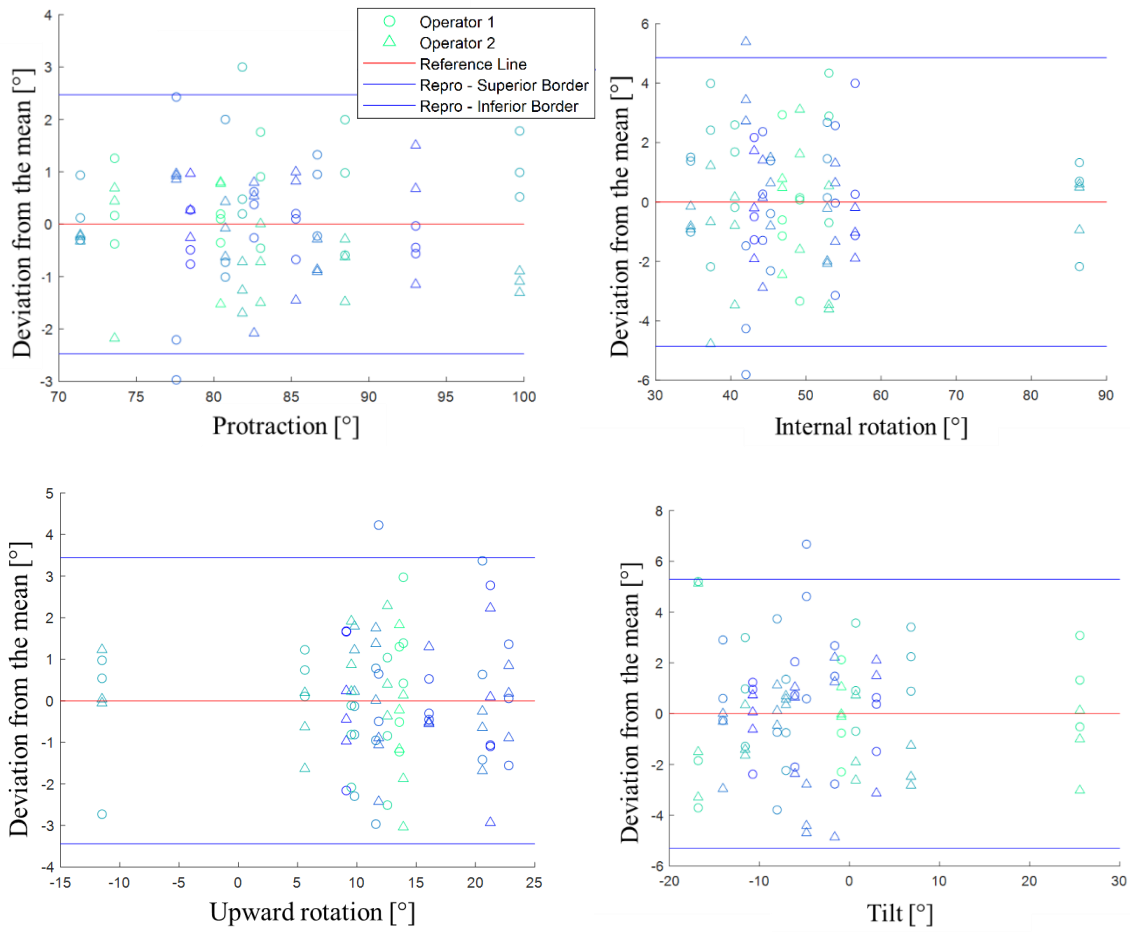 Operator 1
Operator 2
Reference Line
Repro - Superior Border
Repro - Inferior Border
Deviation from the mean [°]
4
3
2
1
0
-1
-2
-3
70 75 80 85 90 95 100
Protraction [°]
Deviation from the mean [°]
6
4
2
0
-2
-4
-6
30 40 50 60 70 80 90
Internal rotation [°]
Deviation from the mean [°]
5
4
3
2
1
0
-1
-2
-3
-4
-15 -10 -5 0 5 10 15 20 25
Upward rotation [°]
Deviation from the mean [°]
8
6
4
2
0
-2
-4
-6
-20 -10 0 10 20 30
Tilt [°]